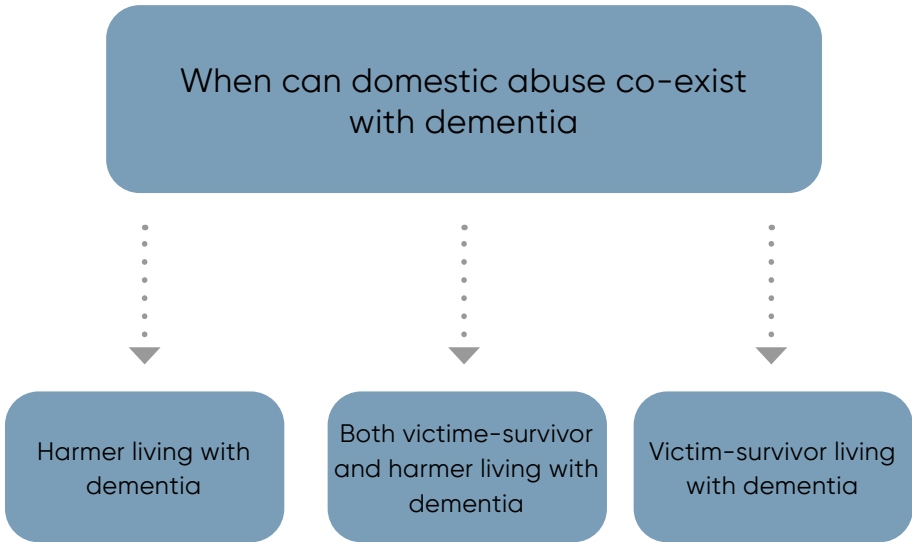 When can domestic abuse co-exist
with dementia
Harmer living with
dementia
Both victime-survivor
and harmer living with
dementia
Victim-survivor living
with dementia